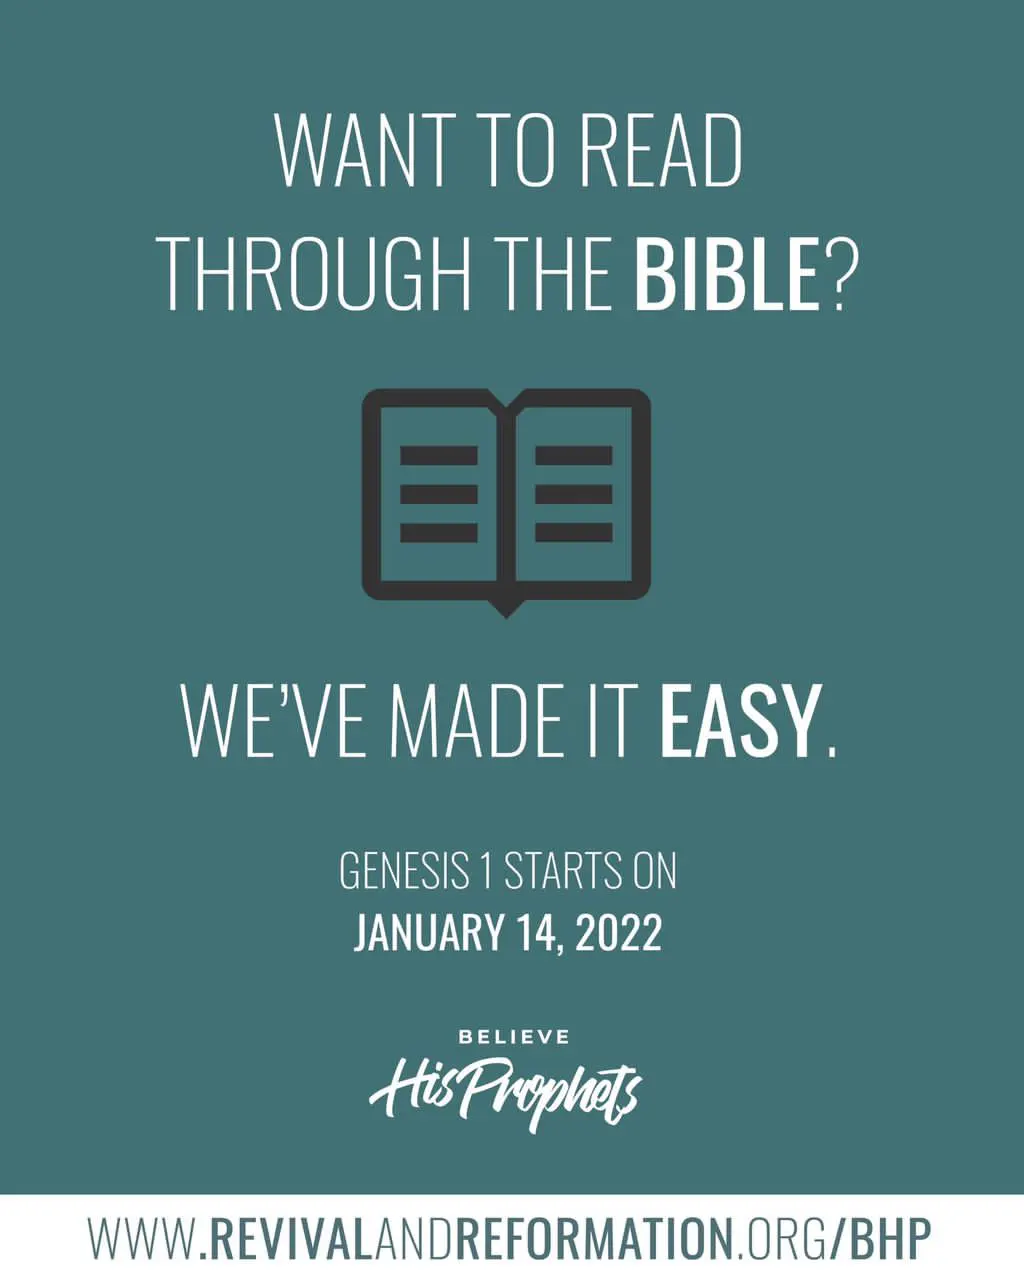 WANT TO READ
THROUGH THE BIBLE?
WE'VE MADE IT EASY.
GENESIS 1 STARTS ON
JANUARY 14, 2022
BELIEVE
His Prophets
WWW.REVIVALANDREFORMATION.ORG/BHP